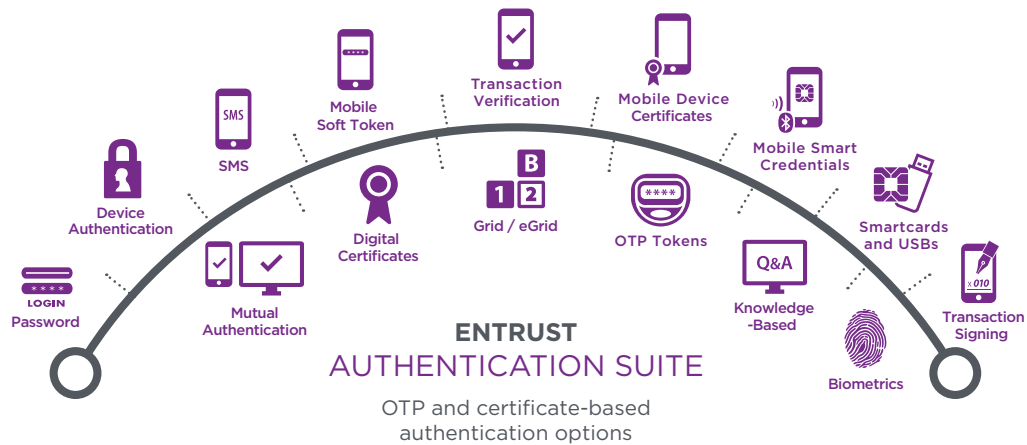 SMS
SMS
Mobile
Soft Token
Transaction
Verification
Mobile Device
Certificates
Mobile Smart
Credentials
Device
Authentication
Digital
Certificates
B
1 2
Grid / eGrid
****
OTP Tokens
Smartcards
and USBs
****
LOGIN
Password
Mutual
Authentication
Q&A
Knowledge
-Based
Biometrics
x 010
Transaction
Signing
ENTRUST
AUTHENTICATION SUITE
OTP and certificate-based
authentication options